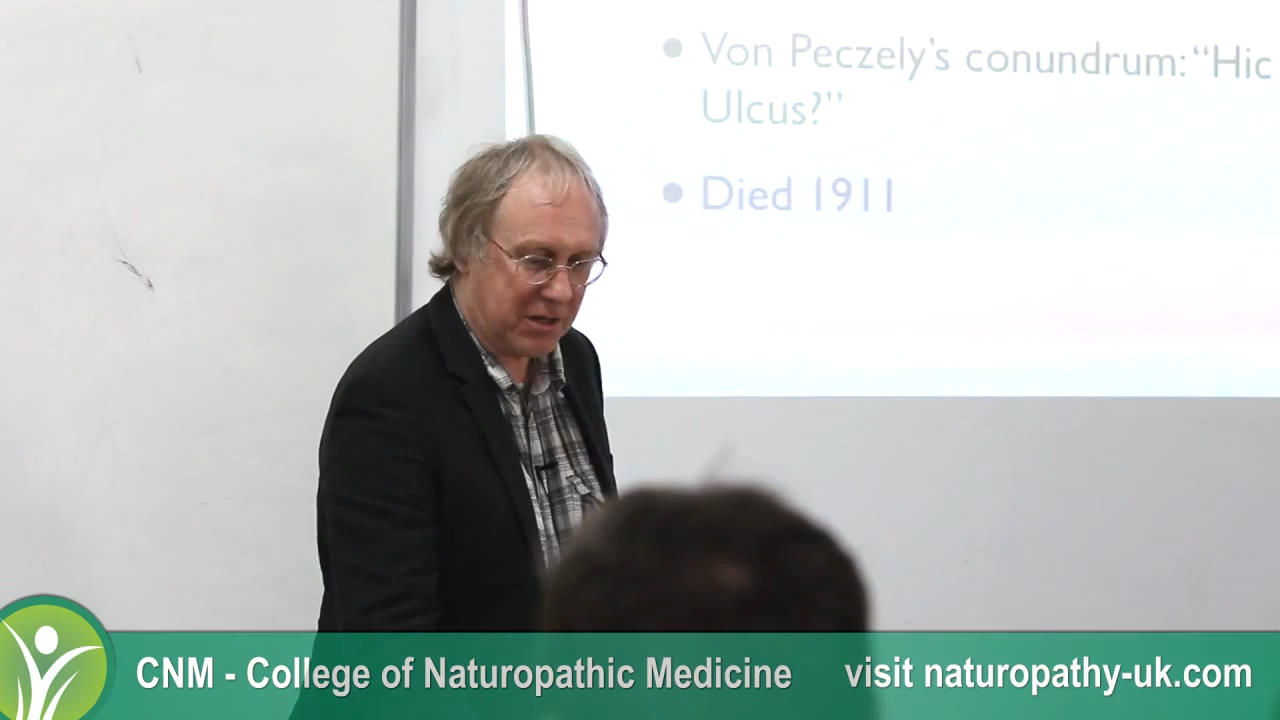 • Von Peczely's conundrum: “Hic
Ulcus?”
• Died 1911
CNM - College of Naturopathic Medicine visit naturopathy-uk.com